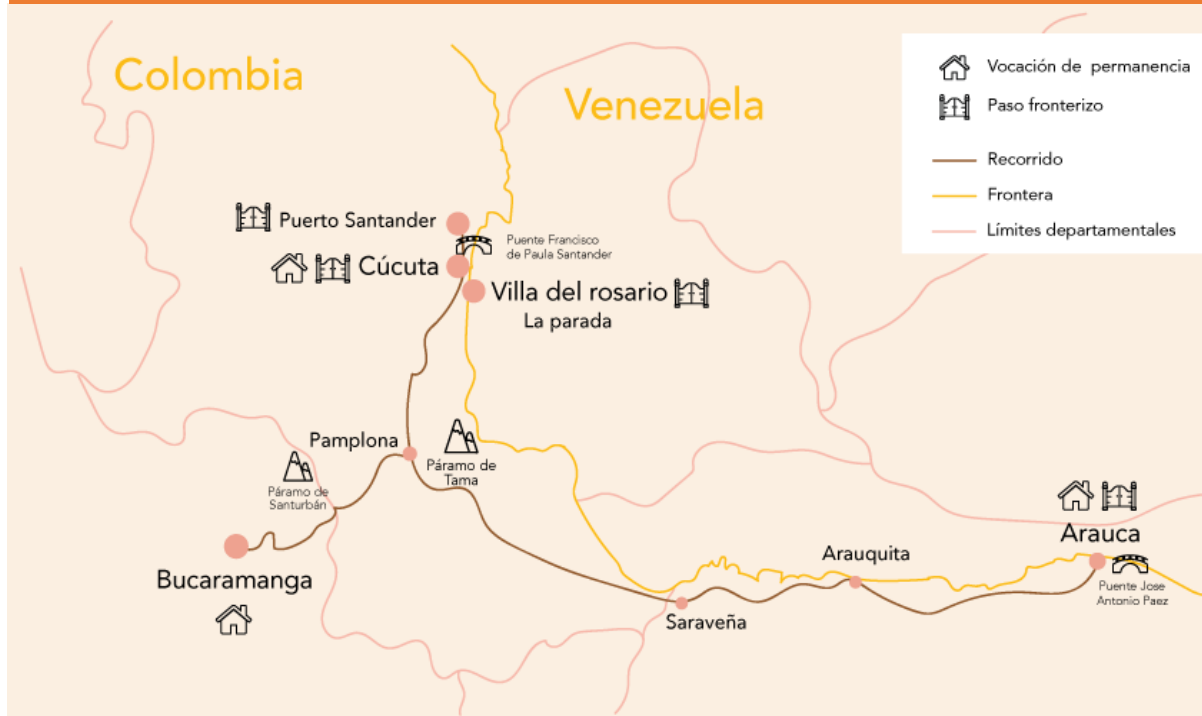 Colombia
Venezuela
Vocación de permanencia
Paso fronterizo
Recorrido
Frontera
Límites departamentales
Puerto Santander
Puente Francisco
de Paula Santander
Cúcuta
Villa del rosario
La parada
Pamplona
Páramo de
Tama
Páramo de
Santurbán
Bucaramanga
Saraveña
Arauquita
Arauca
Puente Jose
Antonio Paez